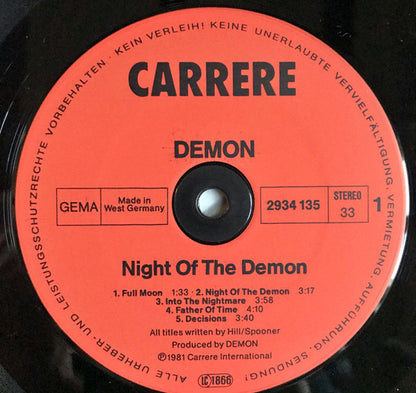 ALLE URHEBER- UND LEISTUNGSSCHUTZRECHTE VORBEHALTEN · KEIN VERLEIH! KEINE UNERLAUBTE VERVIELFÄLTIGUNG, VERMIETUNG, AUFFÜHRUNG, SENDUNG!
CARRERE
DEMON
GEMA
Made in
West Germany
2934 135
STEREO
33
1
Night Of The Demon
1. Full Moon 1:33 · 2. Night Of The Demon 3:17
3. Into The Nightmare 3:58
4. Father Of Time 4:10
5. Decisions 3:40
All titles written by Hill/Spooner
Produced by DEMON
℗ 1981 Carrere International
LC 1866